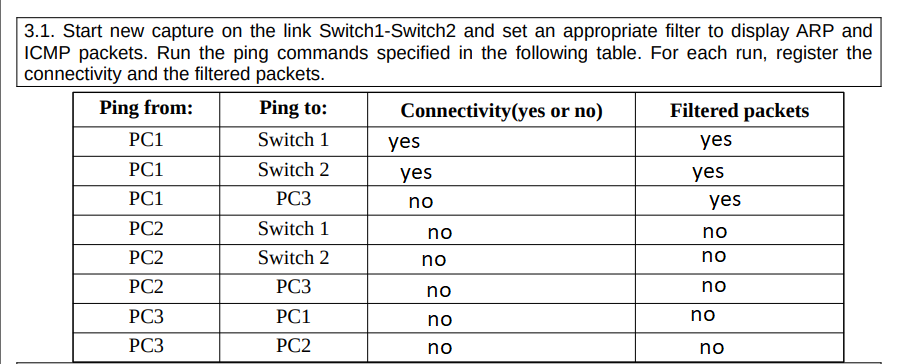 3.1. Start new capture on the link Switch1-Switch2 and set an appropriate filter to display ARP and
ICMP packets. Run the ping commands specified in the following table. For each run, register the
connectivity and the filtered packets.
Ping from: Ping to: Connectivity(yes or no) Filtered packets
PC1 Switch 1 yes yes
PC1 Switch 2 yes yes
PC1 PC3 no yes
PC2 Switch 1 no no
PC2 Switch 2 no no
PC2 PC3 no no
PC3 PC1 no no
PC3 PC2 no no